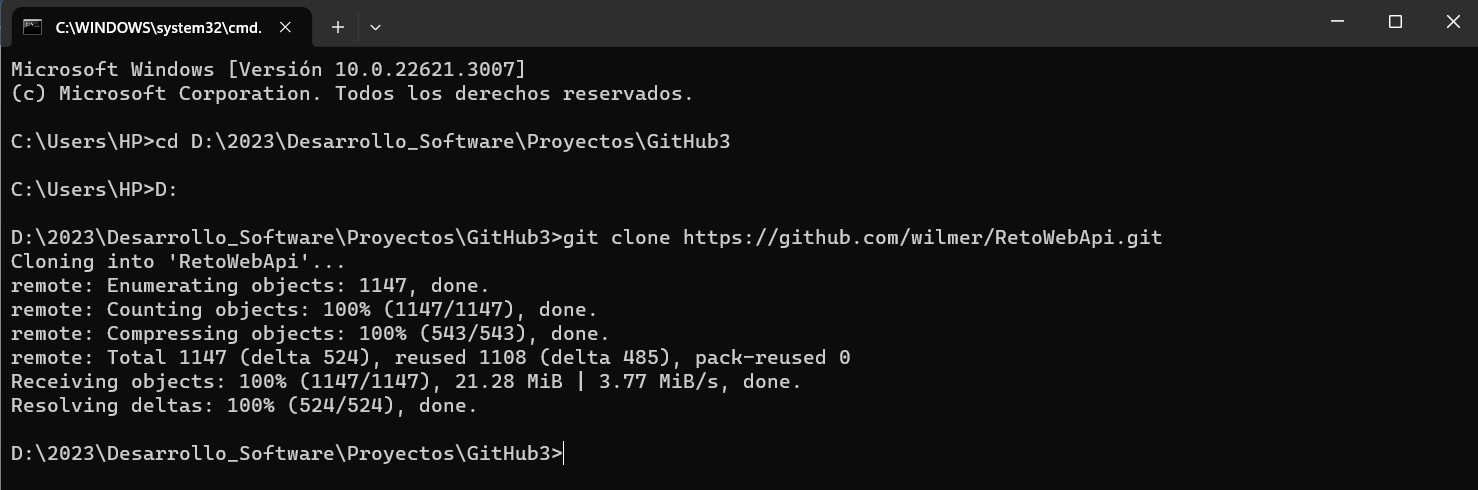 C:\WINDOWS\system32\cmd.
Microsoft Windows [Versión 10.0.22621.3007]
(c) Microsoft Corporation. Todos los derechos reservados.
C:\Users\HP>cd D:\2023\Desarrollo_Software\Proyectos\GitHub3
C:\Users\HP>D:
D:\2023\Desarrollo_Software\Proyectos\GitHub3>git clone https://github.com/wilmer/RetoWebApi.git
Cloning into 'RetoWebApi'...
remote: Enumerating objects: 1147, done.
remote: Counting objects: 100% (1147/1147), done.
remote: Compressing objects: 100% (543/543), done.
remote: Total 1147 (delta 524), reused 1108 (delta 485), pack-reused 0
Receiving objects: 100% (1147/1147), 21.28 MiB | 3.77 MiB/s, done.
Resolving deltas: 100% (524/524), done.
D:\2023\Desarrollo_Software\Proyectos\GitHub3>